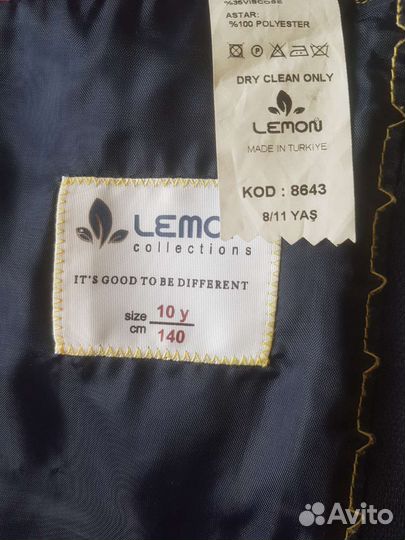 %35VISCOSE
ASTAR:
%100 POLYESTER
DRY CLEAN ONLY
LEMON
MADE IN TURKIYE
KOD : 8643
8/11 YAŞ
LEMON
collections
IT'S GOOD TO BE DIFFERENT
size 10 y
cm 140
Avito